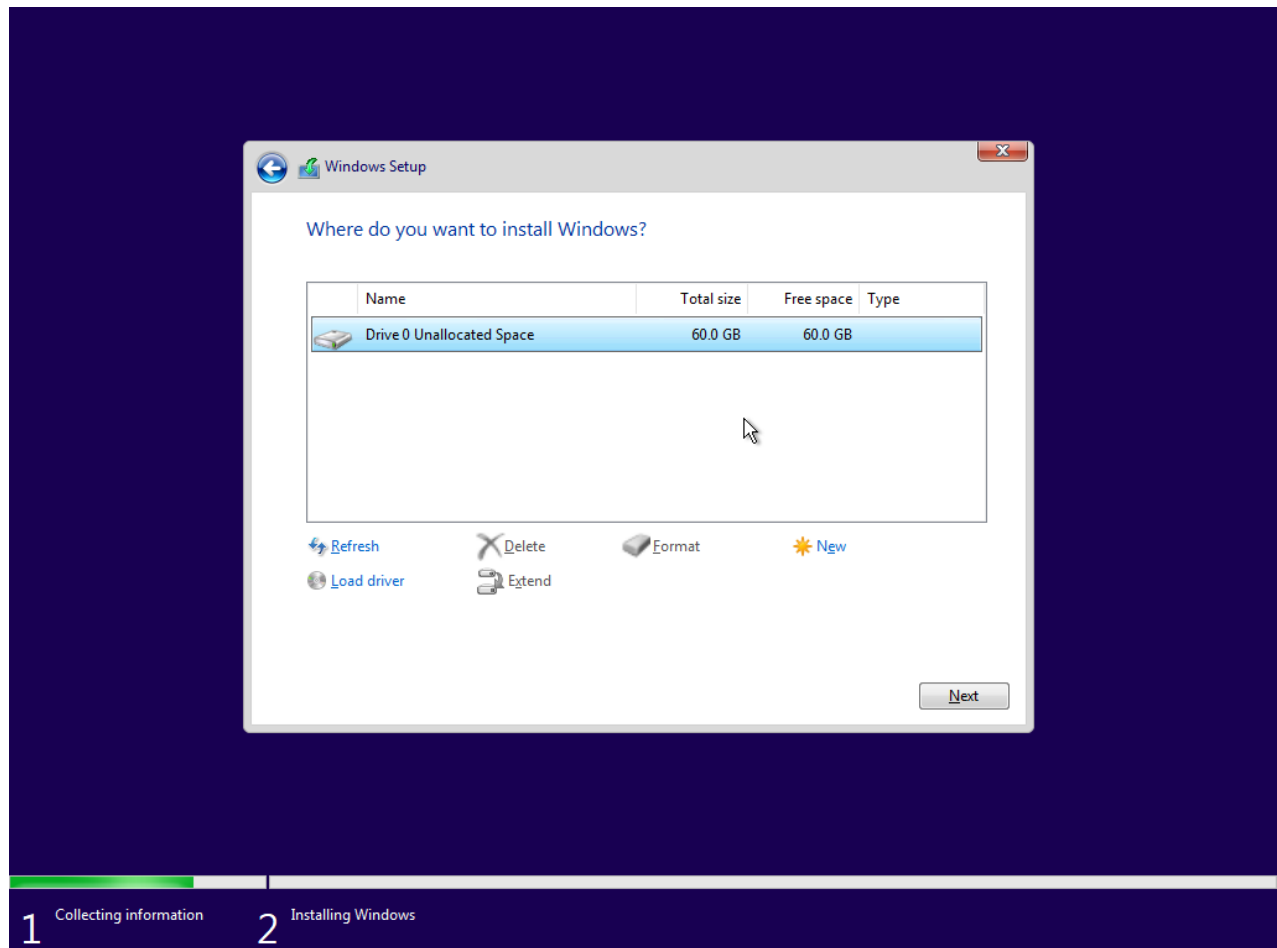 Windows Setup
Where do you want to install Windows?
Name Total size Free space Type
Drive 0 Unallocated Space 60.0 GB 60.0 GB
Refresh Delete Format New
Load driver Extend
Next
1 Collecting information 2 Installing Windows